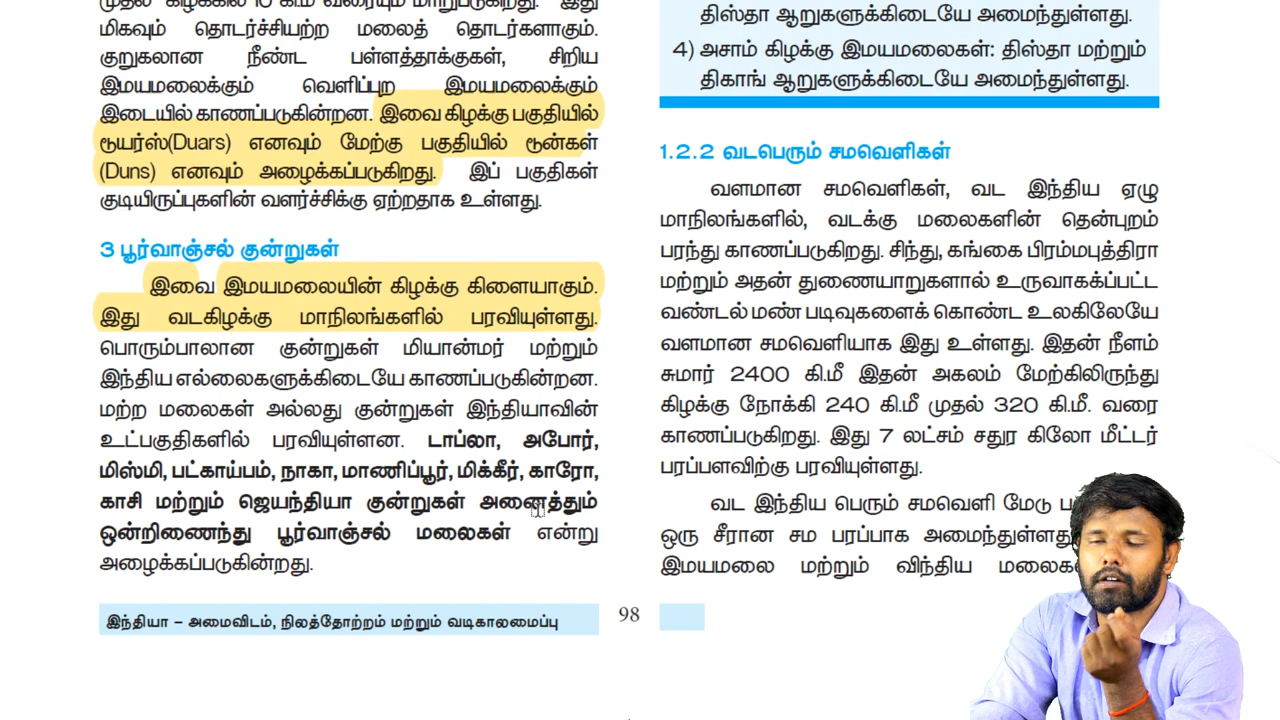 முதல் கிழக்கில் 10 கி.மீ வரையும் மாறுபடுகிறது. இது
மிகவும் தொடர்ச்சியற்ற மலைத் தொடர்களாகும்.
குறுகலான நீண்ட பள்ளத்தாக்குகள், சிறிய
இமயமலைக்கும் வெளிப்புற இமயமலைக்கும்
இடையில் காணப்படுகின்றன. இவை கிழக்கு பகுதியில்
டூயர்ஸ்(Duars) எனவும் மேற்கு பகுதியில் டூன்கள்
(Duns) எனவும் அழைக்கப்படுகிறது. இப் பகுதிகள்
குடியிருப்புகளின் வளர்ச்சிக்கு ஏற்றதாக உள்ளது.
3 பூர்வாஞ்சல் குன்றுகள்
இவை இமயமலையின் கிழக்கு கிளையாகும்.
இது வடகிழக்கு மாநிலங்களில் பரவியுள்ளது.
பொரும்பாலான குன்றுகள் மியான்மர் மற்றும்
இந்திய எல்லைகளுக்கிடையே காணப்படுகின்றன.
மற்ற மலைகள் அல்லது குன்றுகள் இந்தியாவின்
உட்பகுதிகளில் பரவியுள்ளன. டாப்லா, அபோர்,
மிஸ்மி, பட்காய்பம், நாகா, மாணிப்பூர், மிக்கீர், காரோ,
காசி மற்றும் ஜெயந்தியா குன்றுகள் அனைத்தும்
ஒன்றிணைந்து பூர்வாஞ்சல் மலைகள் என்று
அழைக்கப்படுகின்றது.
இந்தியா – அமைவிடம், நிலத்தோற்றம் மற்றும் வடிகாலமைப்பு
98
திஸ்தா ஆறுகளுக்கிடையே அமைந்துள்ளது.
4) அசாம் கிழக்கு இமயமலைகள்: திஸ்தா மற்றும்
திகாங் ஆறுகளுக்கிடையே அமைந்துள்ளது.
1.2.2 வடபெரும் சமவெளிகள்
வளமான சமவெளிகள், வட இந்திய ஏழு
மாநிலங்களில், வடக்கு மலைகளின் தென்புறம்
பரந்து காணப்படுகிறது. சிந்து, கங்கை பிரம்மபுத்திரா
மற்றும் அதன் துணையாறுகளால் உருவாகக்ப்பட்ட
வண்டல் மண் படிவுகளைக் கொண்ட உலகிலேயே
வளமான சமவெளியாக இது உள்ளது. இதன் நீளம்
சுமார் 2400 கி.மீ இதன் அகலம் மேற்கிலிருந்து
கிழக்கு நோக்கி 240 கி.மீ முதல் 320 கி.மீ. வரை
காணப்படுகிறது. இது 7 லட்சம் சதுர கிலோ மீட்டர்
பரப்பளவிற்கு பரவியுள்ளது.
வட இந்திய பெரும் சமவெளி மேடு
ஒரு சீரான சம பரப்பாக அமைந்துள்ளது
இமயமலை மற்றும் விந்திய